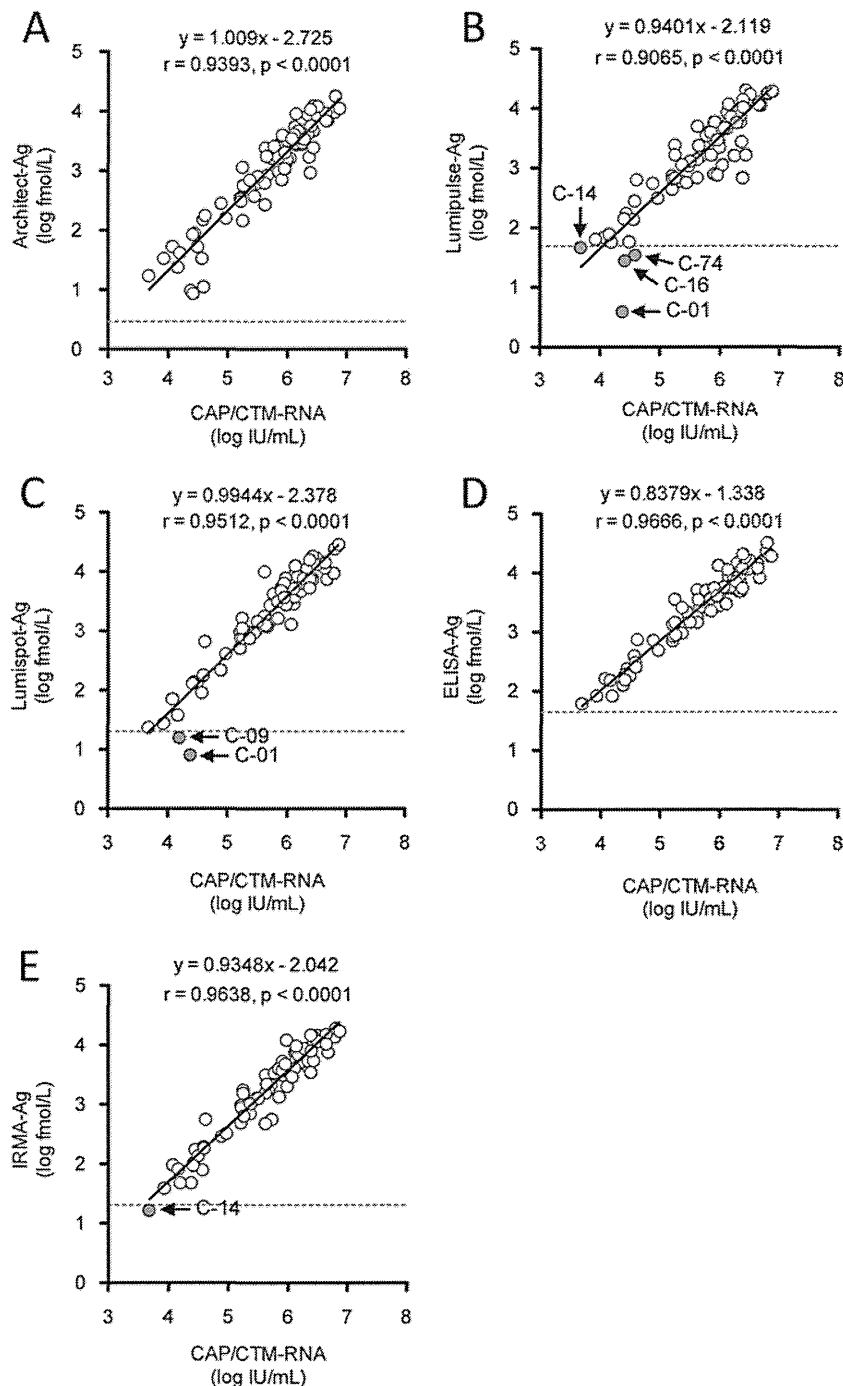 A
y = 1.009x - 2.725
r = 0.9393, p < 0.0001
Architect-Ag
(log fmol/L)
5
4
3
2
1
0
3 4 5 6 7 8
CAP/CTM-RNA
(log IU/mL)
B
y = 0.9401x - 2.119
r = 0.9065, p < 0.0001
Lumipulse-Ag
(log fmol/L)
5
4
3
2
1
0
C-14
C-74
C-16
C-01
3 4 5 6 7 8
CAP/CTM-RNA
(log IU/mL)
C
y = 0.9944x - 2.378
r = 0.9512, p < 0.0001
Lumispot-Ag
(log fmol/L)
5
4
3
2
1
0
C-09
C-01
3 4 5 6 7 8
CAP/CTM-RNA
(log IU/mL)
D
y = 0.8379x - 1.338
r = 0.9666, p < 0.0001
ELISA-Ag
(log fmol/L)
5
4
3
2
1
0
3 4 5 6 7 8
CAP/CTM-RNA
(log IU/mL)
E
y = 0.9348x - 2.042
r = 0.9638, p < 0.0001
IRMA-Ag
(log fmol/L)
5
4
3
2
1
0
C-14
3 4 5 6 7 8
CAP/CTM-RNA
(log IU/mL)